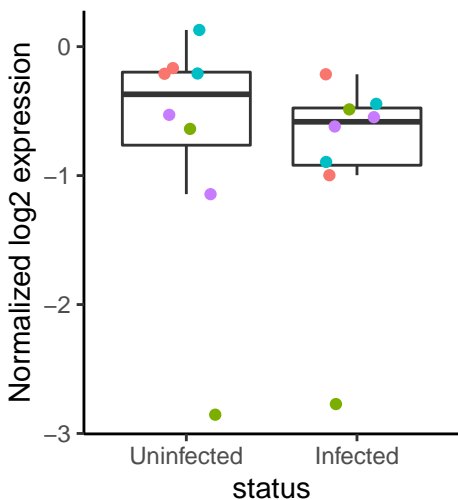 Normalized log2 expression
0
−1
−2
−3
Uninfected Infected
status